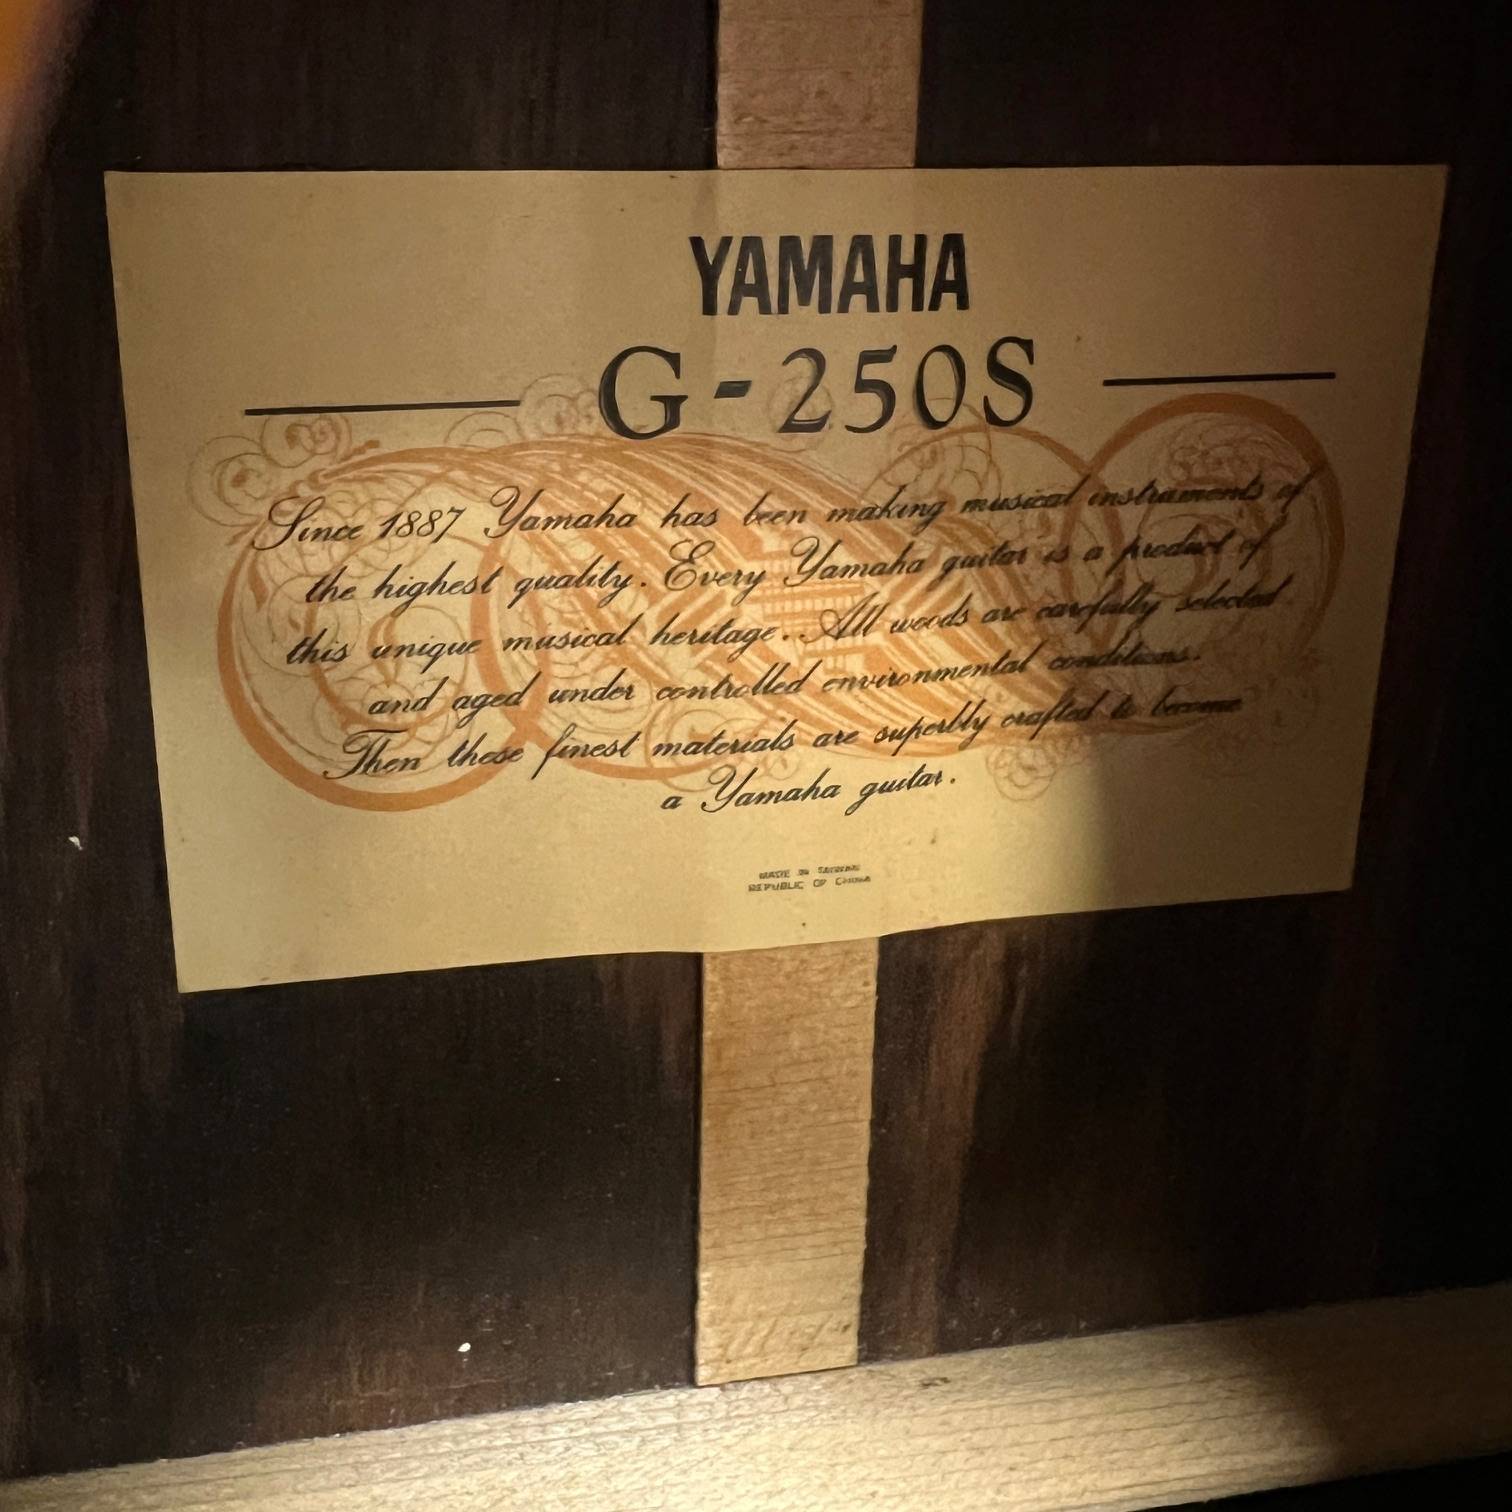 YAMAHA
G-250S
Since 1887 Yamaha has been making musical instruments of
the highest quality. Every Yamaha guitar is a product of
this unique musical heritage. All woods are carefully selected
and aged under controlled environmental conditions.
Then these finest materials are superbly crafted to become
a Yamaha guitar.
MADE IN TAIWAN
REPUBLIC OF CHINA